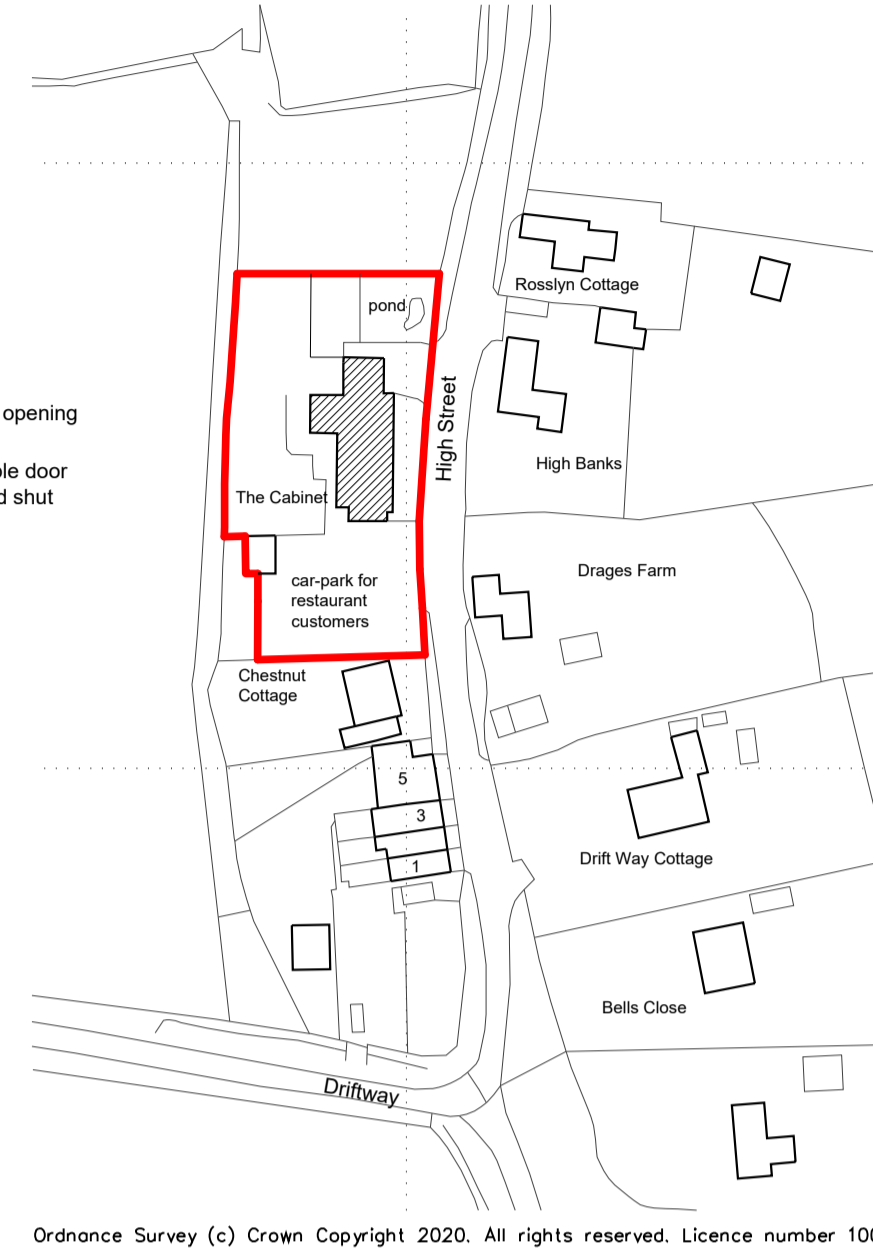 pond
Rosslyn Cottage
High Street
opening
High Banks
ble door
d shut
The Cabinet
Drages Farm
car-park for
restaurant
customers
Chestnut
Cottage
5
3
1
Drift Way Cottage
Bells Close
Driftway
Ordnance Survey (c) Crown Copyright 2020. All rights reserved. Licence number 100